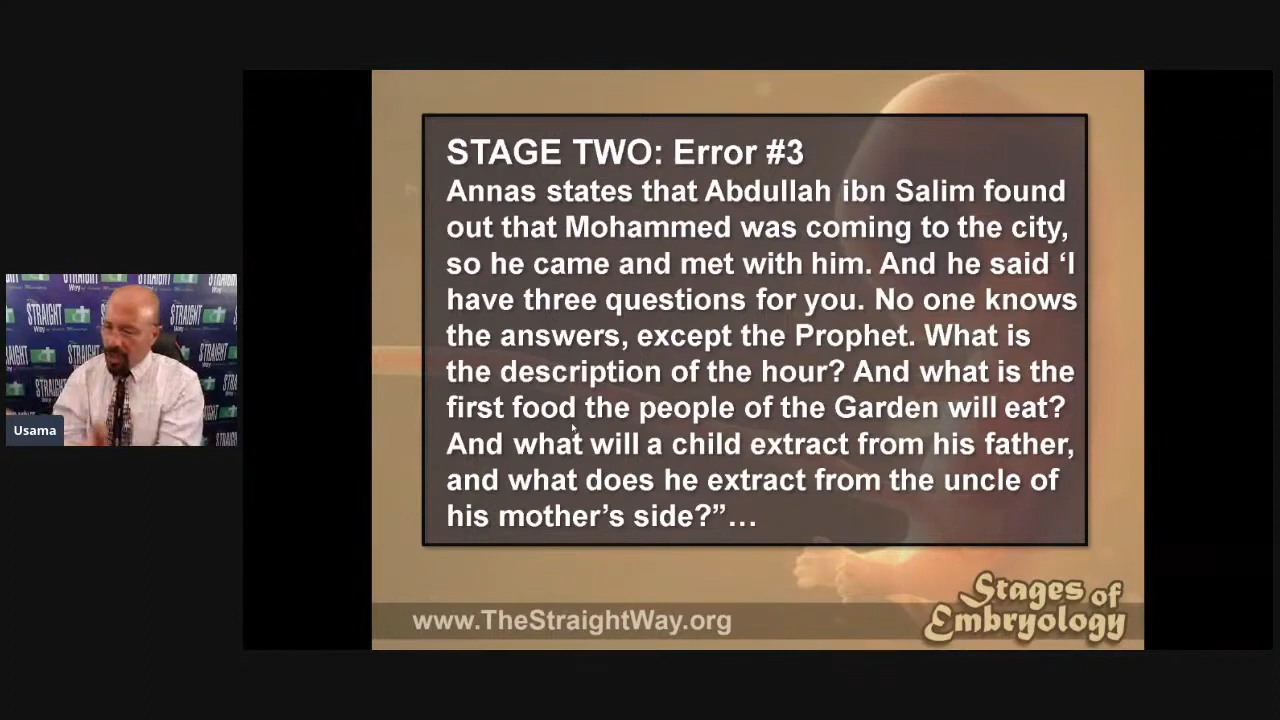 STAGE TWO: Error #3
Annas states that Abdullah ibn Salim found
out that Mohammed was coming to the city,
so he came and met with him. And he said ‘I
have three questions for you. No one knows
the answers, except the Prophet. What is
the description of the hour? And what is the
first food the people of the Garden will eat?
And what will a child extract from his father,
and what does he extract from the uncle of
his mother’s side?”…
www.TheStraightWay.org
Stages of
Embryology
Usama
STRAIGHT
Way